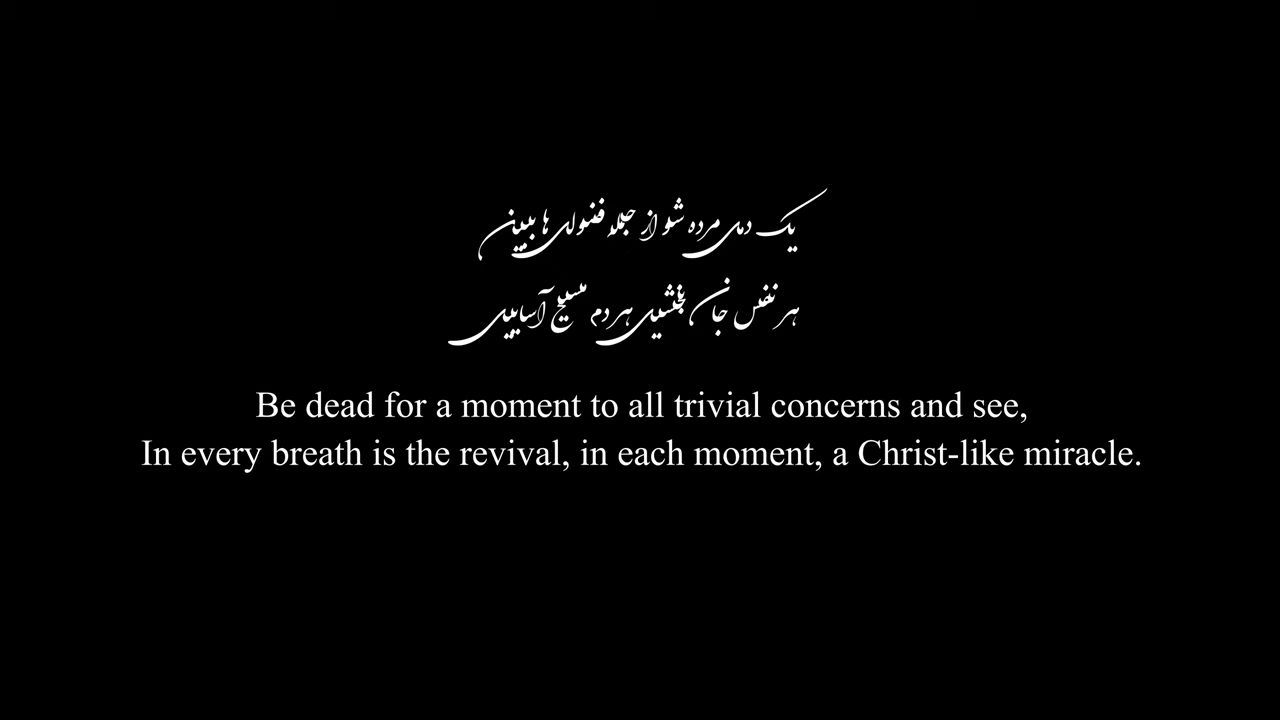 یک دمی مرده شو از جمله فضولی ها ببین
هر نفس جان بخشیی هر دم مسیح آساییی
Be dead for a moment to all trivial concerns and see,
In every breath is the revival, in each moment, a Christ-like miracle.